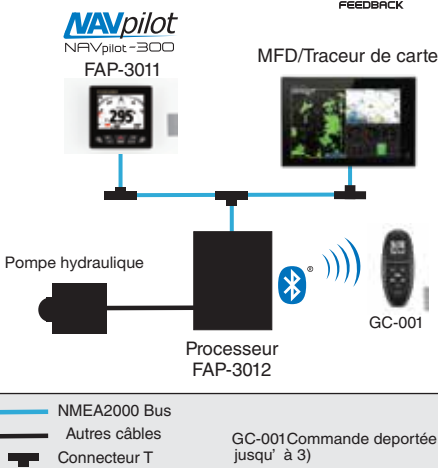 FEEDBACK
NAVpilot
NAVpilot-300
FAP-3011
MFD/Traceur de carte
295°
Pompe hydraulique
®
GC-001
Processeur
FAP-3012
NMEA2000 Bus
Autres câbles
Connecteur T
GC-001Commande deportée
jusqu' à 3)